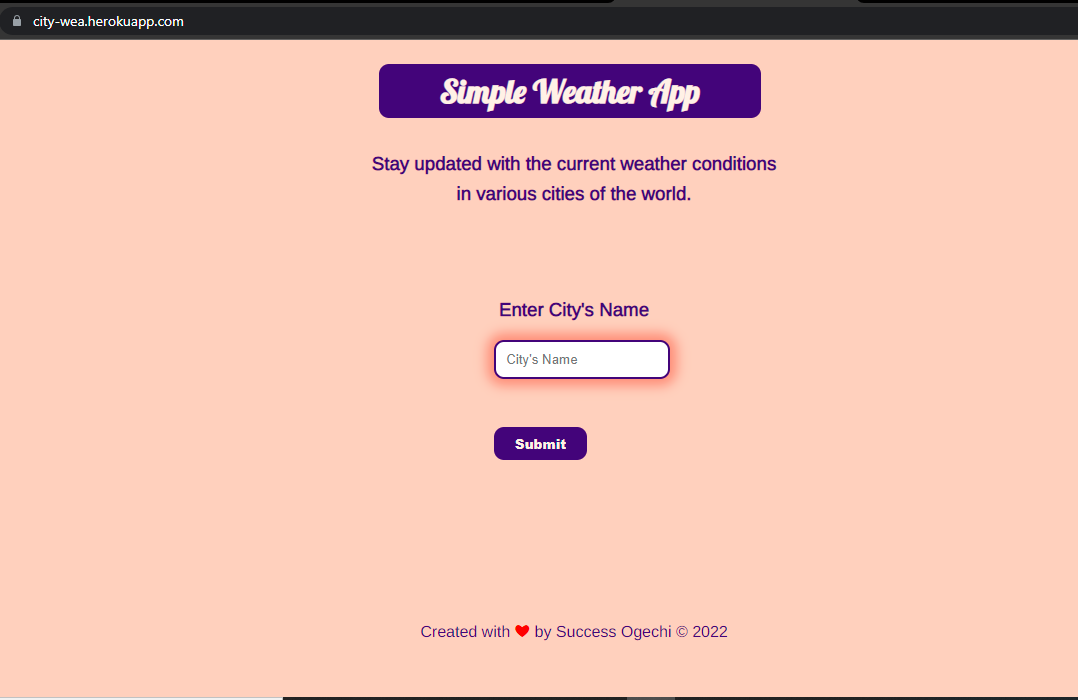 city-wea.herokuapp.com
Simple Weather App
Stay updated with the current weather conditions
in various cities of the world.
Enter City's Name
City's Name
Submit
Created with ❤ by Success Ogechi © 2022